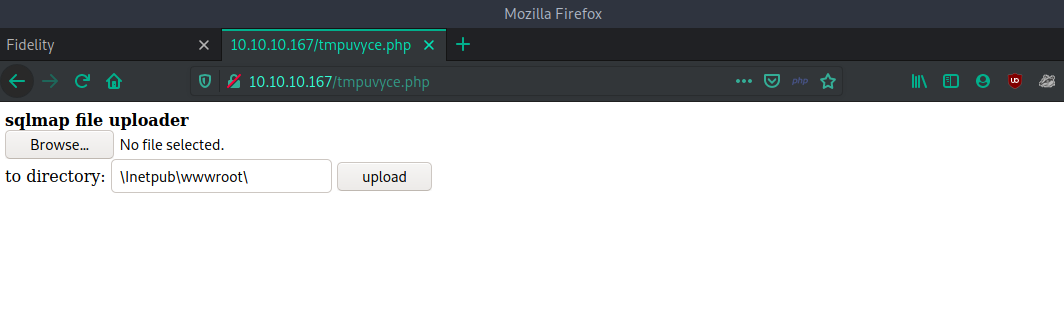 Mozilla Firefox
Fidelity
10.10.10.167/tmpuvyce.php
10.10.10.167/tmpuvyce.php
php
sqlmap file uploader
Browse... No file selected.
to directory: \Inetpub\wwwroot\ upload